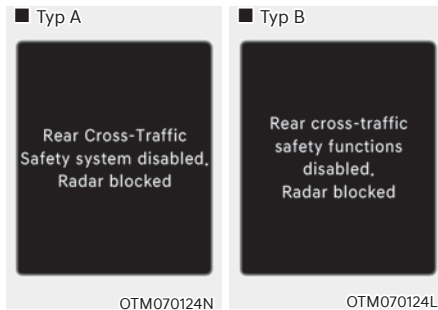 ■ Typ A
Rear Cross-Traffic
Safety system disabled.
Radar blocked
OTM070124N
■ Typ B
Rear cross-traffic
safety functions
disabled.
Radar blocked
OTM070124L